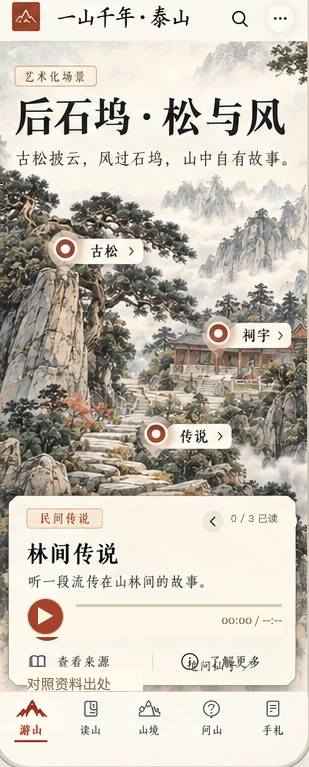 一山千年·泰山
艺术化场景
后石坞·松与风
古松披云，风过石坞，山中自有故事。
古松
祠宇
传说
民间传说
0 / 3 已读
林间传说
听一段流传在山林间的故事。
00:00 / --:--
查看来源
了解更多
对照资料出处
游山
读山
山境
问山
手札